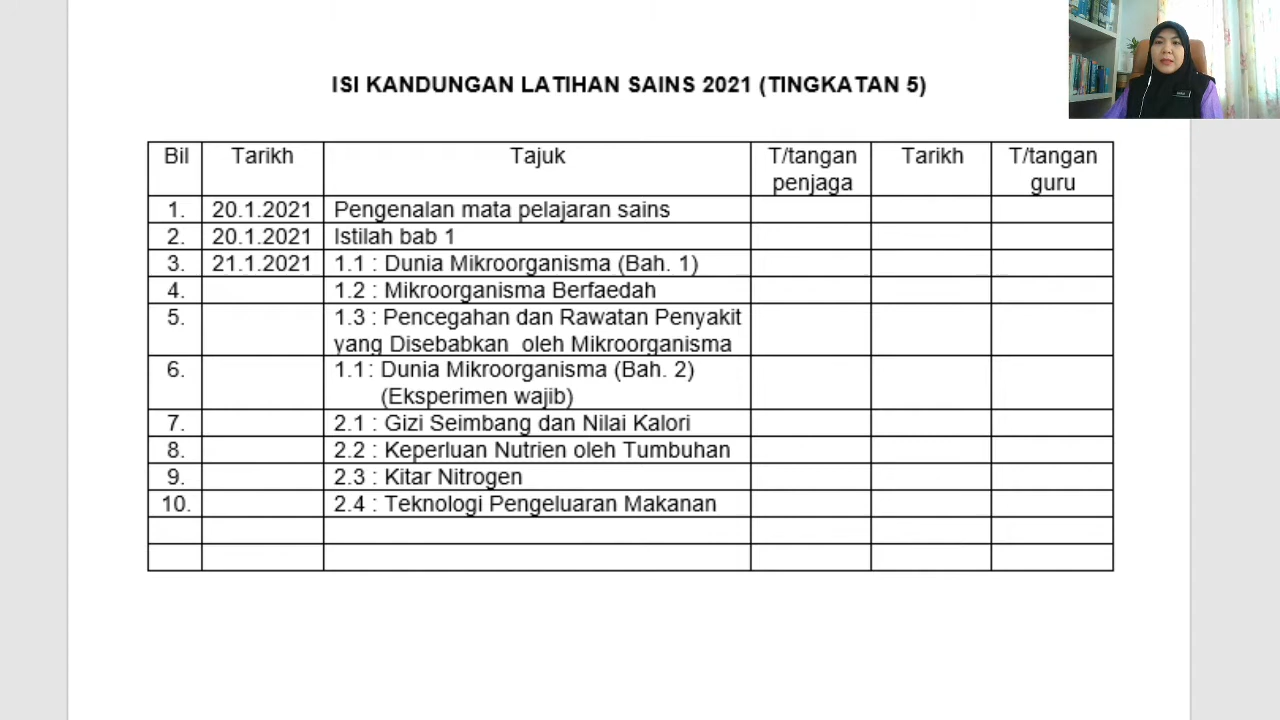 ISI KANDUNGAN LATIHAN SAINS 2021 (TINGKATAN 5)
Bil Tarikh Tajuk T/tangan penjaga Tarikh T/tangan guru
1. 20.1.2021 Pengenalan mata pelajaran sains
2. 20.1.2021 Istilah bab 1
3. 21.1.2021 1.1 : Dunia Mikroorganisma (Bah. 1)
4. 1.2 : Mikroorganisma Berfaedah
5. 1.3 : Pencegahan dan Rawatan Penyakit
yang Disebabkan oleh Mikroorganisma
6. 1.1: Dunia Mikroorganisma (Bah. 2)
(Eksperimen wajib)
7. 2.1 : Gizi Seimbang dan Nilai Kalori
8. 2.2 : Keperluan Nutrien oleh Tumbuhan
9. 2.3 : Kitar Nitrogen
10. 2.4 : Teknologi Pengeluaran Makanan